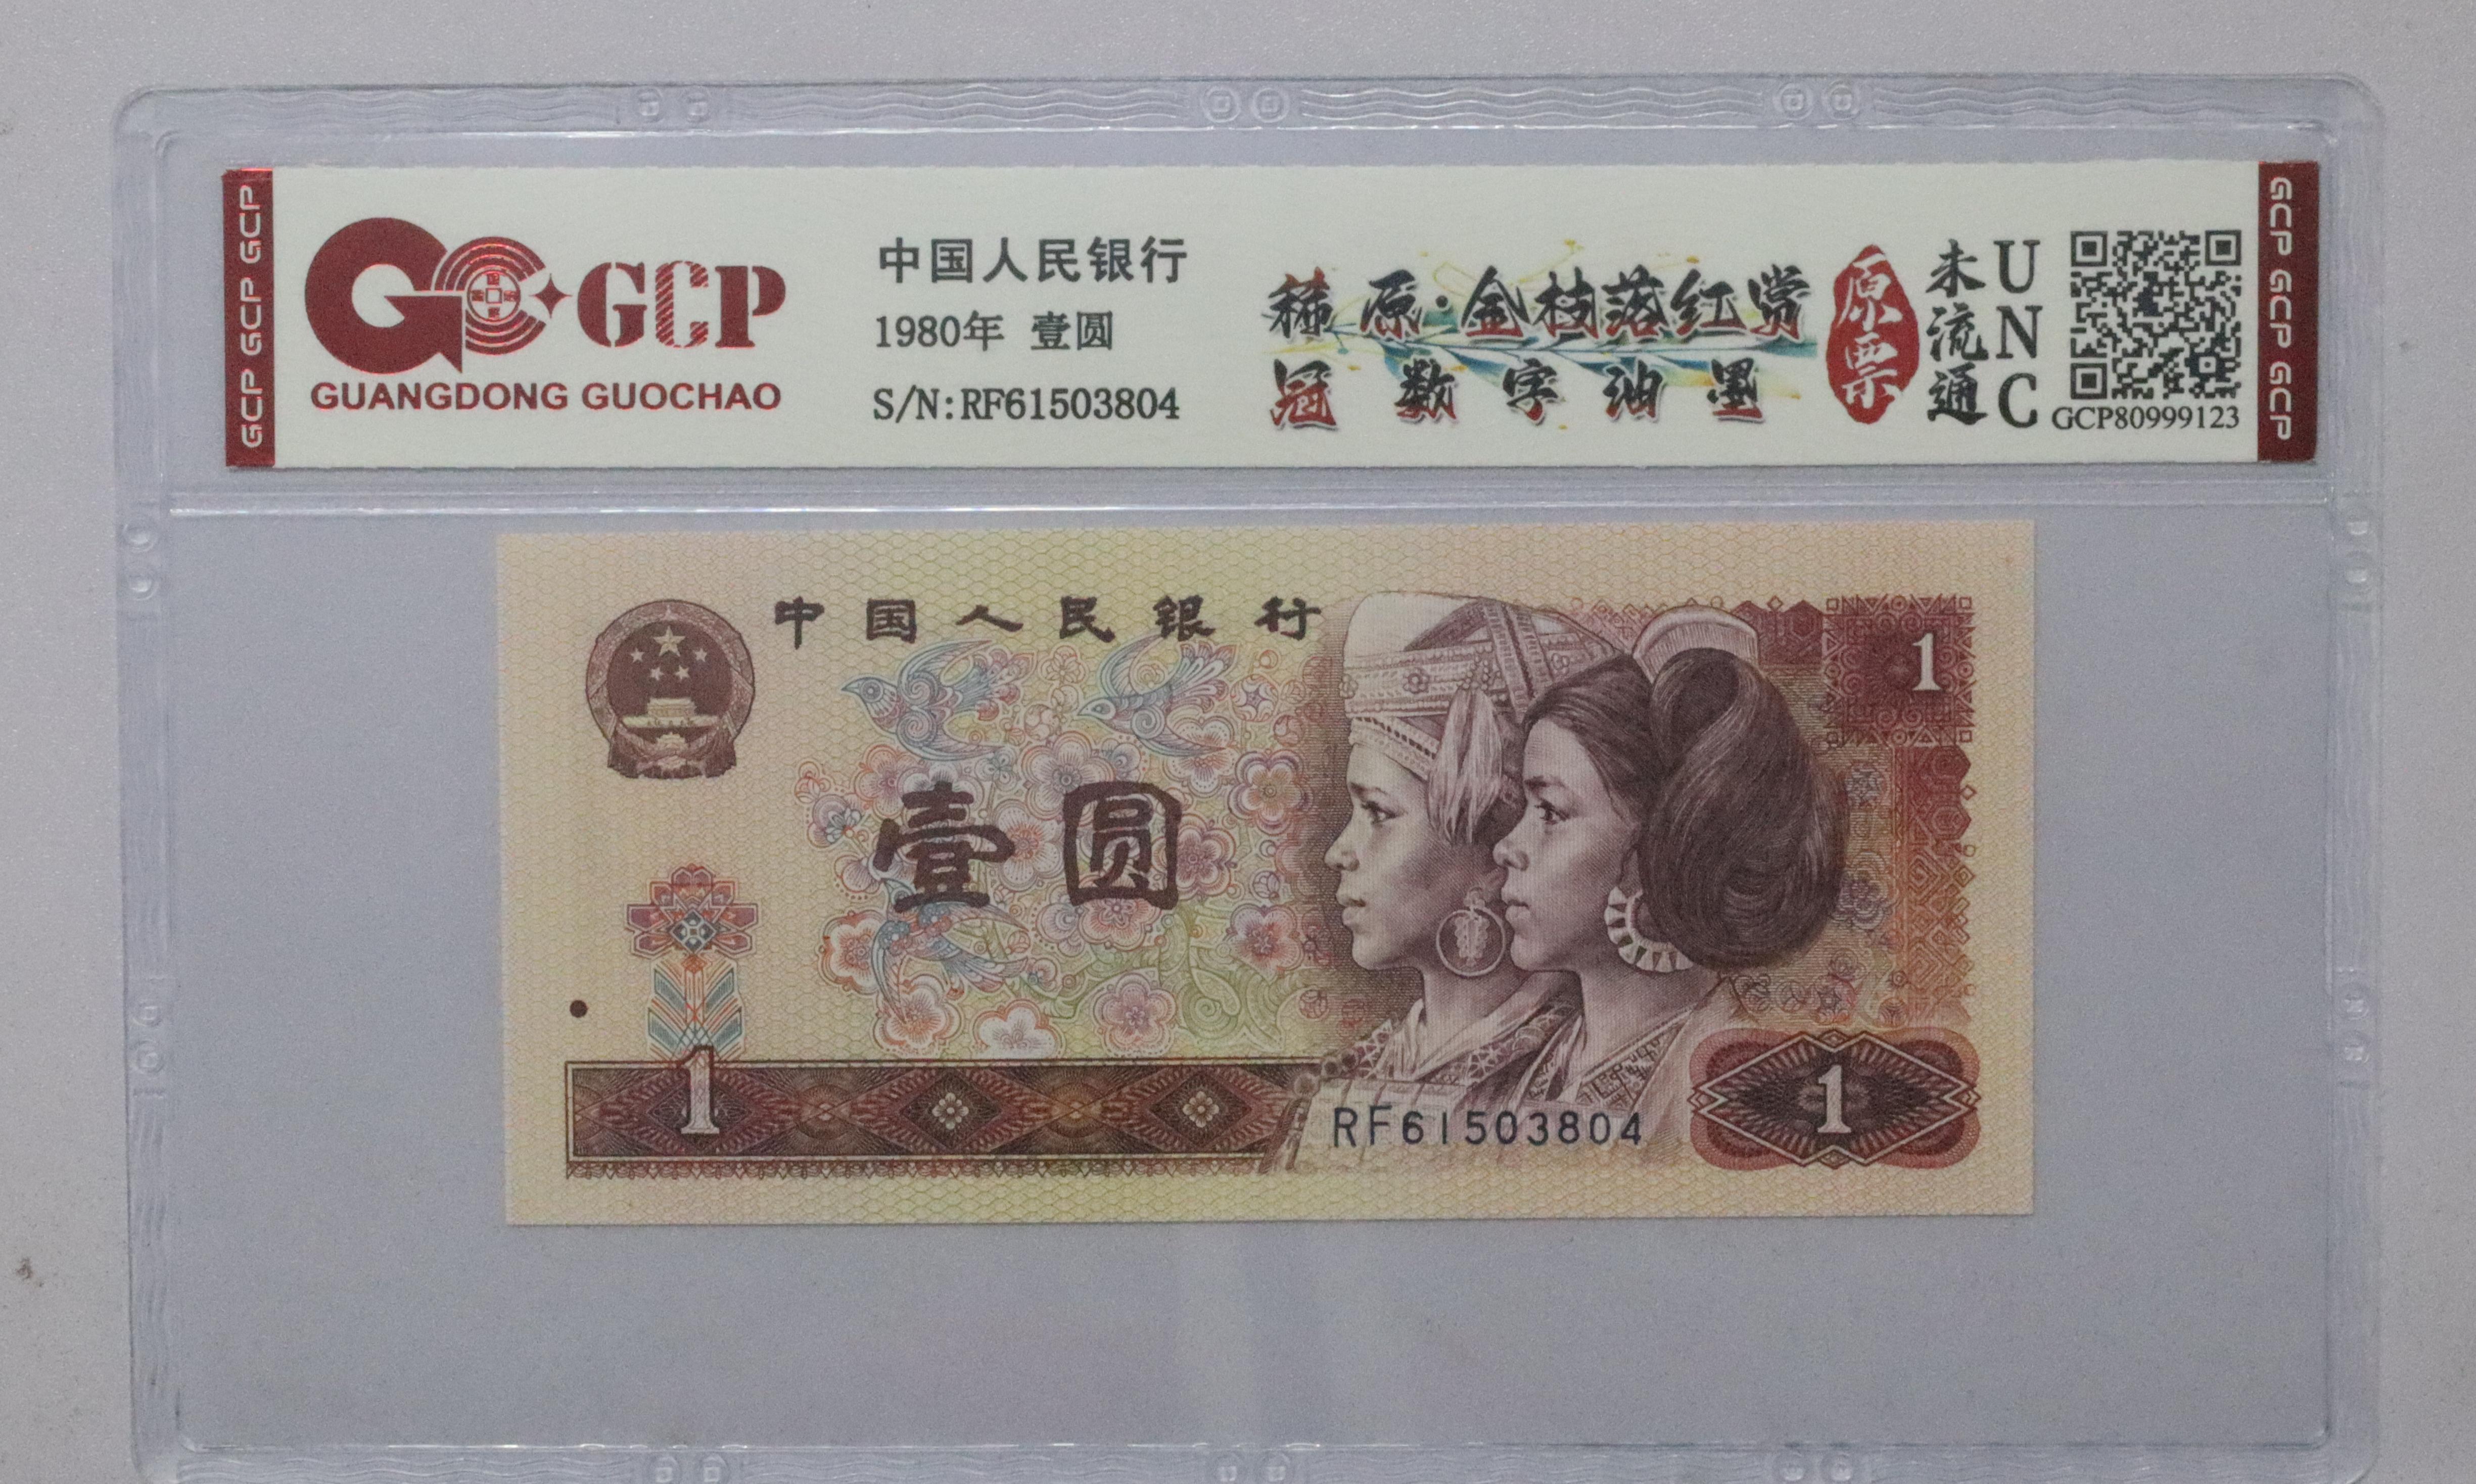 GCP GCP GCP
GCP
GUANGDONG GUOCHAO
中国人民银行
1980年 壹圆
S/N:RF61503804
稀原·金枝落红赏
冠数字油墨
原票
未流通
UNC
GCP80999123
GCP GCP GCP
中国人民银行
1
壹圆
1
RF61503804
1